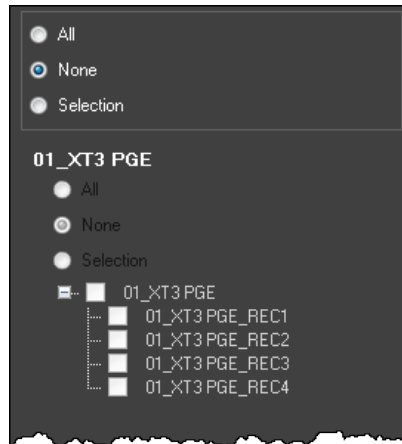 All
None
Selection
01_XT3 PGE
All
None
Selection
01_XT3 PGE
01_XT3 PGE_REC1
01_XT3 PGE_REC2
01_XT3 PGE_REC3
01_XT3 PGE_REC4